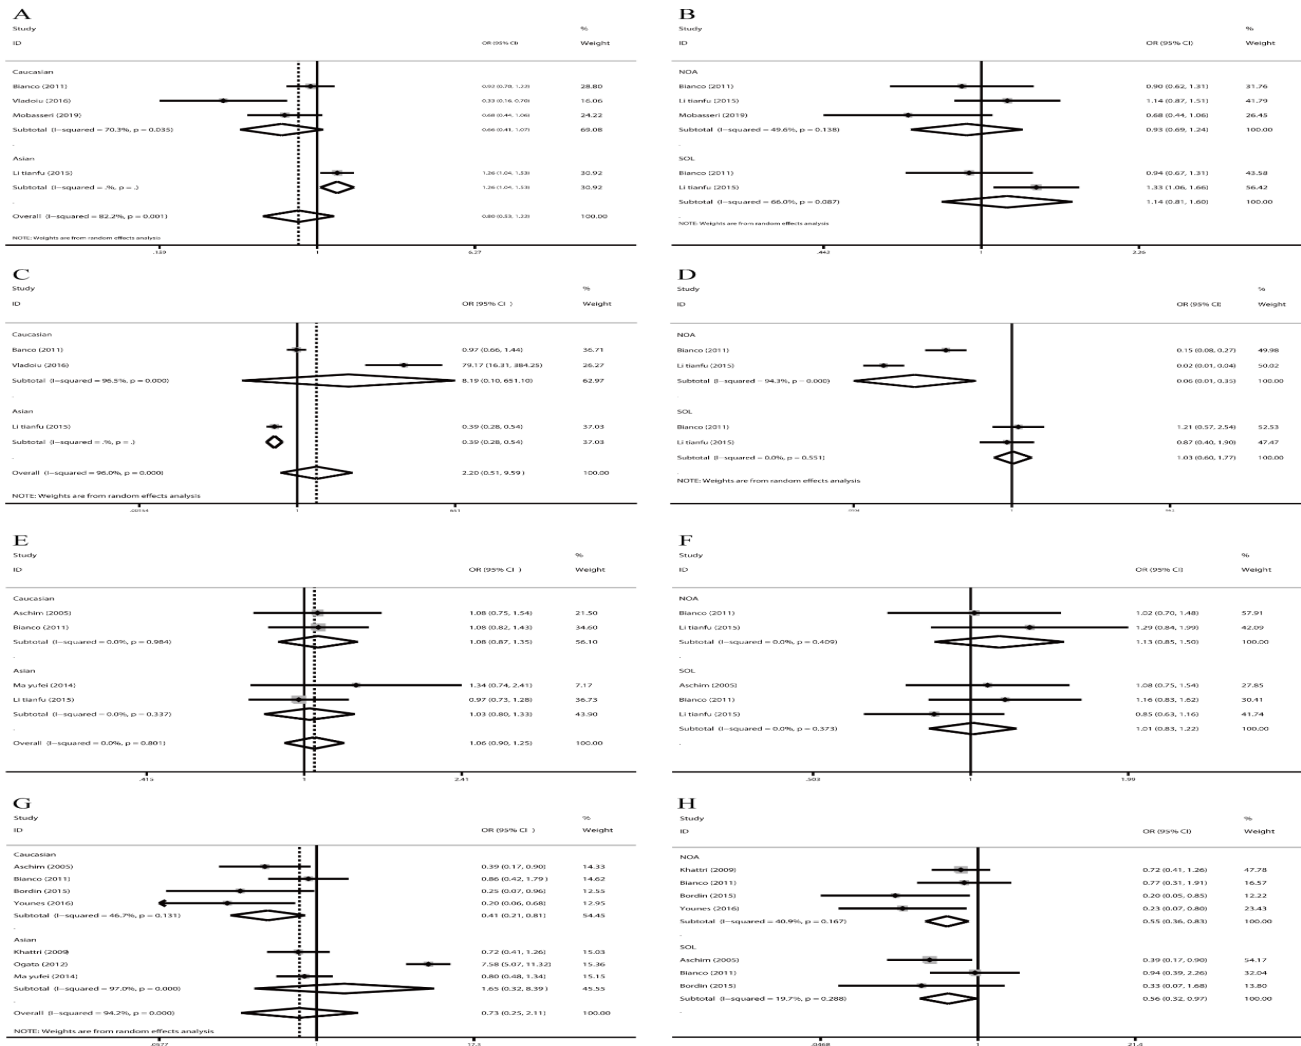 A
Study %
ID OR (95% CI) Weight
Caucasian
Bianco (2011) 28.80
Vladoiu (2016) 0.33 (0.16, 0.70) 16.06
Mobasseri (2019) 0.68 (0.44, 1.06) 24.22
Subtotal (I-squared = 70.3%, p = 0.035) 0.66 (0.41, 1.07) 69.08
.
Asian
Li tianfu (2015) 1.26 (1.04, 1.53) 30.92
Subtotal (I-squared = .%, p = .) 1.26 (1.04, 1.53) 30.92
.
Overall (I-squared = 82.2%, p = 0.001) 0.80 (0.53, 1.22) 100.00
NOTE: Weights are from random effects analysis
.159 1 6.27
B
Study %
ID OR (95% CI) Weight
NOA
Bianco (2011) 0.90 (0.62, 1.31) 31.76
Li tianfu (2015) 1.14 (0.87, 1.51) 41.79
Mobasseri (2019) 0.68 (0.44, 1.06) 26.45
Subtotal (I-squared = 49.6%, p = 0.138) 0.93 (0.69, 1.24) 100.00
.
SOL
Bianco (2011) 0.94 (0.67, 1.31) 43.58
Li tianfu (2015) 1.33 (1.06, 1.66) 56.42
Subtotal (I-squared = 66.0%, p = 0.087) 1.14 (0.81, 1.60) 100.00
.
NOTE: Weights are from random effects analysis
.442 1 2.26
C
Study %
ID OR (95% CI ) Weight
Caucasian
Banco (2011) 0.97 (0.66, 1.44) 36.71
Vladoiu (2016) 79.17 (16.31, 384.25) 26.27
Subtotal (I-squared = 96.5%, p = 0.000) 8.19 (0.10, 651.10) 62.97
.
Asian
Li tianfu (2015) 0.39 (0.28, 0.54) 37.03
Subtotal (I-squared = .%, p = .) 0.39 (0.28, 0.54) 37.03
.
Overall (I-squared = 96.0%, p = 0.000) 2.20 (0.51, 9.59 ) 100.00
NOTE: Weights are from random effects analysis
.00154 1 651
D
Study %
ID OR (95% CI) Weight
NOA
Bianco (2011) 0.15 (0.08, 0.27) 49.98
Li tianfu (2015) 0.02 (0.01, 0.04) 50.02
Subtotal (I-squared = 94.3%, p = 0.000) 0.06 (0.01, 0.35) 100.00
.
SOL
Bianco (2011) 1.21 (0.57, 2.54) 52.53
Li tianfu (2015) 0.87 (0.40, 1.90) 47.47
Subtotal (I-squared = 0.0%, p = 0.551) 1.03 (0.60, 1.77) 100.00
.
NOTE: Weights are from random effects analysis
1
E
Study %
ID OR (95% CI ) Weight
Caucasian
Aschim (2005) 1.08 (0.75, 1.54) 21.50
Bianco (2011) 1.08 (0.82, 1.43) 34.60
Subtotal (I-squared = 0.0%, p = 0.984) 1.08 (0.87, 1.35) 56.10
.
Asian
Ma yufei (2014) 1.34 (0.74, 2.41) 7.17
Li tianfu (2015) 0.97 (0.73, 1.28) 36.73
Subtotal (I-squared = 0.0%, p = 0.337) 1.03 (0.80, 1.33) 43.90
.
Overall (I-squared = 0.0%, p = 0.801) 1.06 (0.90, 1.25) 100.00
.415 1 2.41
F
Study %
ID OR (95% CI) Weight
NOA
Bianco (2011) 1.02 (0.70, 1.48) 57.91
Li tianfu (2015) 1.29 (0.84, 1.99) 42.09
Subtotal (I-squared = 0.0%, p = 0.409) 1.13 (0.85, 1.50) 100.00
.
SOL
Aschim (2005) 1.08 (0.75, 1.54) 27.85
Bianco (2011) 1.16 (0.83, 1.62) 30.41
Li tianfu (2015) 0.85 (0.63, 1.16) 41.74
Subtotal (I-squared = 0.0%, p = 0.373) 1.01 (0.83, 1.22) 100.00
.
.503 1 1.99
G
Study %
ID OR (95% CI ) Weight
Caucasian
Aschim (2005) 0.39 (0.17, 0.90) 14.33
Bianco (2011) 0.86 (0.42, 1.79 ) 14.62
Bordin (2015) 0.25 (0.07, 0.96) 12.55
Younes (2016) 0.20 (0.06, 0.68) 12.95
Subtotal (I-squared = 46.7%, p = 0.131) 0.41 (0.21, 0.81) 54.45
.
Asian
Khattri (2009) 0.72 (0.41, 1.26) 15.03
Ogata (2012) 7.58 (5.07, 11.32) 15.36
Ma yufei (2014) 0.80 (0.48, 1.34) 15.15
Subtotal (I-squared = 97.0%, p = 0.000) 1.65 (0.32, 8.39 ) 45.55
.
Overall (I-squared = 94.2%, p = 0.000) 0.73 (0.25, 2.11) 100.00
NOTE: Weights are from random effects analysis
.0577 1 17.3
H
Study %
ID OR (95% CI) Weight
NOA
Khattri (2009) 0.72 (0.41, 1.26) 47.78
Bianco (2011) 0.77 (0.31, 1.91) 16.57
Bordin (2015) 0.20 (0.05, 0.85) 12.22
Younes (2016) 0.23 (0.07, 0.80) 23.43
Subtotal (I-squared = 40.9%, p = 0.167) 0.55 (0.36, 0.83) 100.00
.
SOL
Aschim (2005) 0.39 (0.17, 0.90) 54.17
Bianco (2011) 0.94 (0.39, 2.26) 32.04
Bordin (2015) 0.33 (0.07, 1.68) 13.80
Subtotal (I-squared = 19.7%, p = 0.288) 0.56 (0.32, 0.97) 100.00
.
.0468 1 21.4